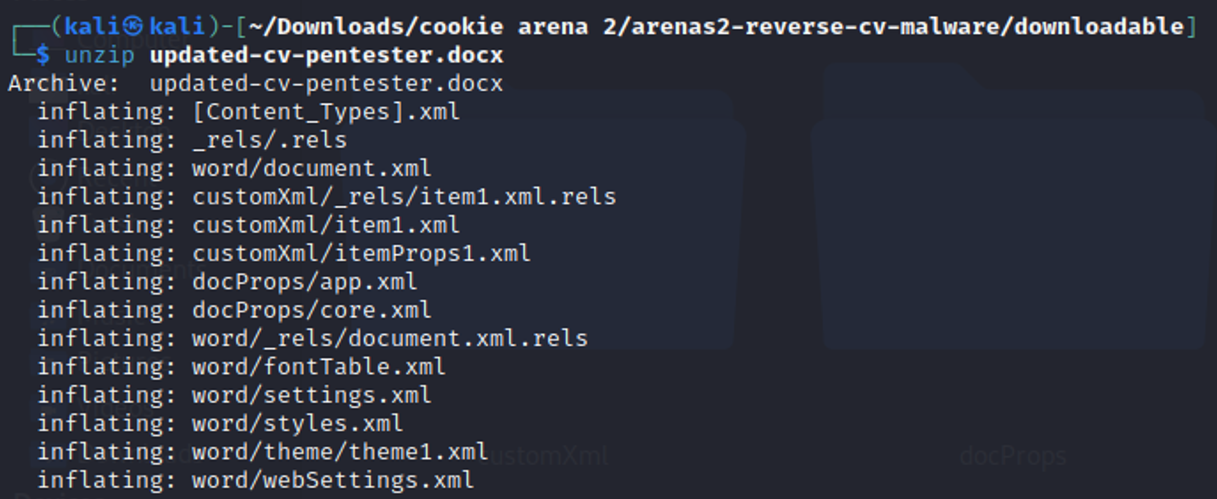 ┌──(kali㉿kali)-[~/Downloads/cookie arena 2/arenas2-reverse-cv-malware/downloadable]
└─$ unzip updated-cv-pentester.docx
Archive:  updated-cv-pentester.docx
  inflating: [Content_Types].xml
  inflating: _rels/.rels
  inflating: word/document.xml
  inflating: customXml/_rels/item1.xml.rels
  inflating: customXml/item1.xml
  inflating: customXml/itemProps1.xml
  inflating: docProps/app.xml
  inflating: docProps/core.xml
  inflating: word/_rels/document.xml.rels
  inflating: word/fontTable.xml
  inflating: word/settings.xml
  inflating: word/styles.xml
  inflating: word/theme/theme1.xml
  inflating: word/webSettings.xml
customXml
docProps